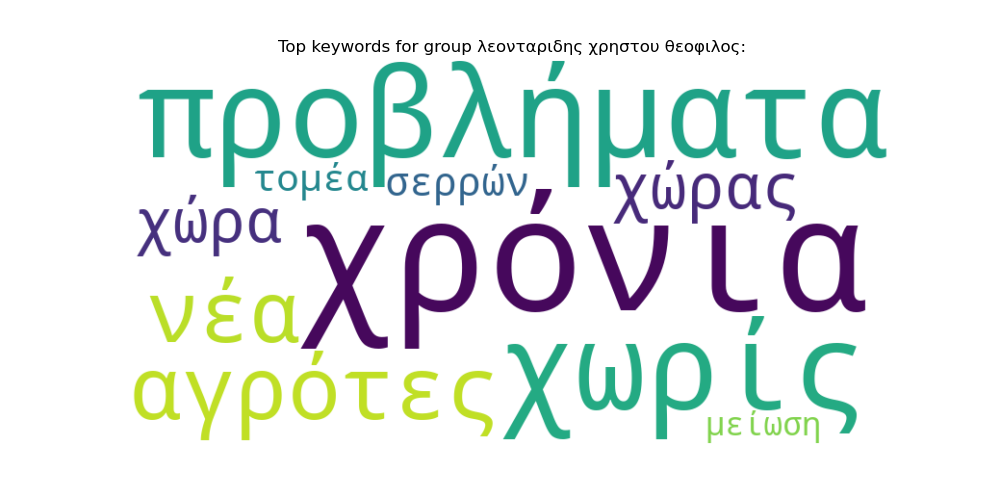 Top keywords for group λεονταριδης χρηστου θεοφιλος:
προβλήματα
τομέα σερρών χώρας
χώρα
χρόνια
νέα
χωρίς
αγρότες
μείωση